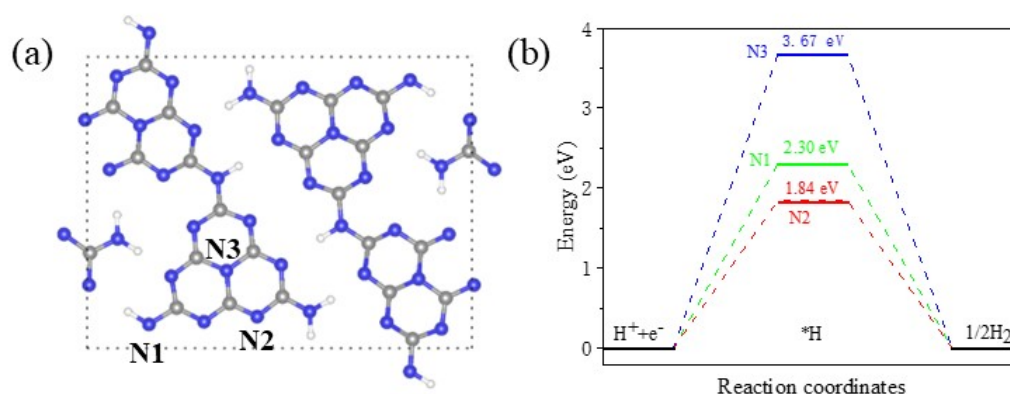 (a)
N3
N1
N2
(b)
4
3
2
1
0
Energy (eV)
N3
3.67 eV
N1
2.30 eV
1.84 eV
N2
H⁺+e⁻
*H
1/2H₂
Reaction coordinates